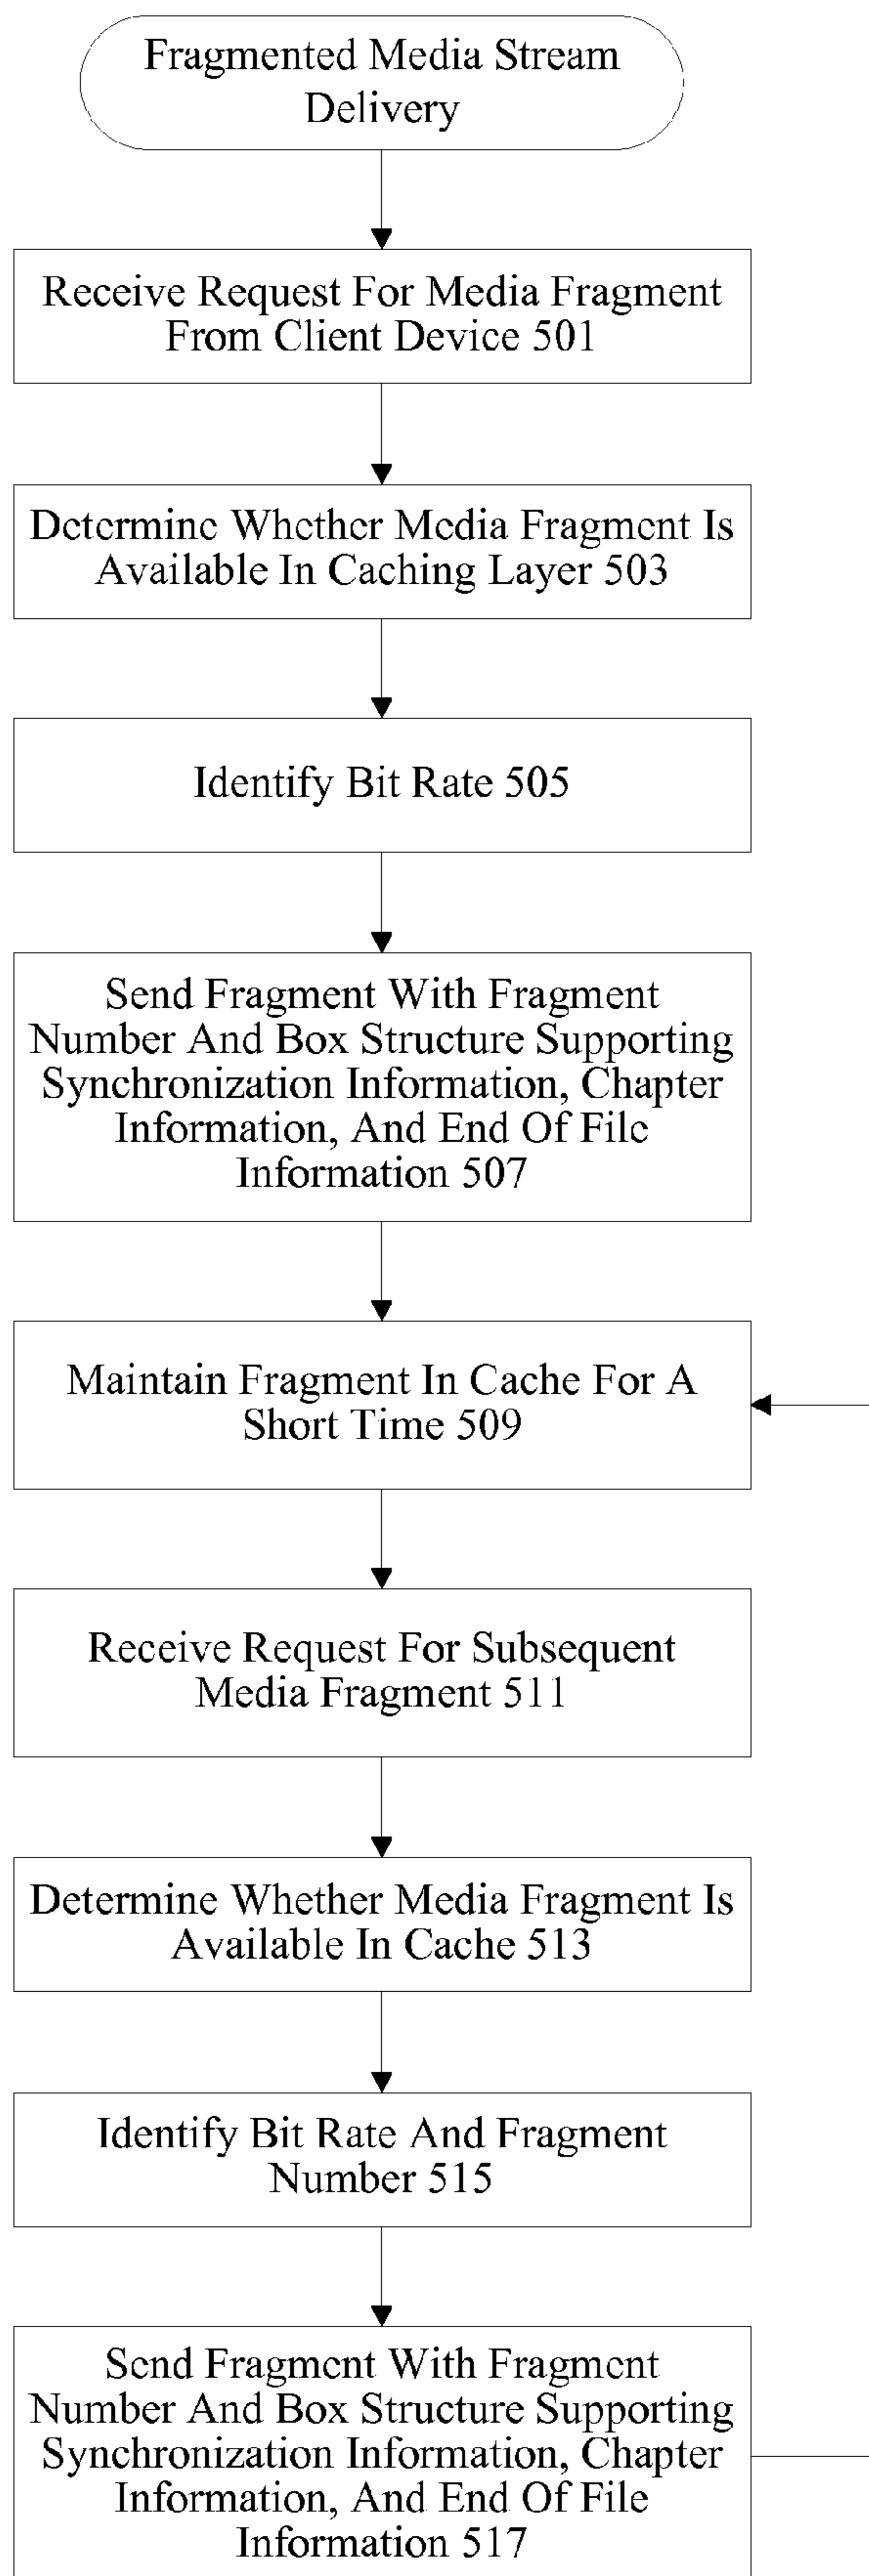 Fragmented Media Stream
Delivery
Receive Request For Media Fragment
From Client Device 501
Determine Whether Media Fragment Is
Available In Caching Layer 503
Identify Bit Rate 505
Send Fragment With Fragment
Number And Box Structure Supporting
Synchronization Information, Chapter
Information, And End Of File
Information 507
Maintain Fragment In Cache For A
Short Time 509
Receive Request For Subsequent
Media Fragment 511
Determine Whether Media Fragment Is
Available In Cache 513
Identify Bit Rate And Fragment
Number 515
Send Fragment With Fragment
Number And Box Structure Supporting
Synchronization Information, Chapter
Information, And End Of File
Information 517